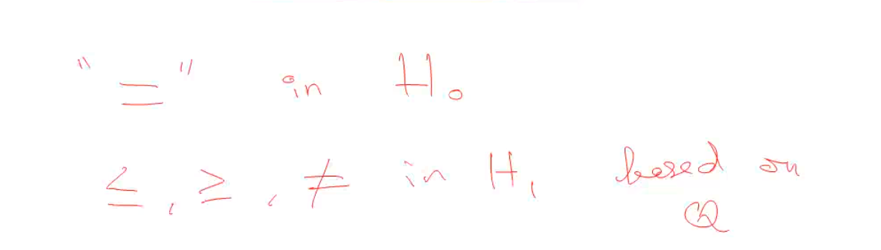 "=" in H₀
≤, ≥, ≠ in H₁ based on
Q